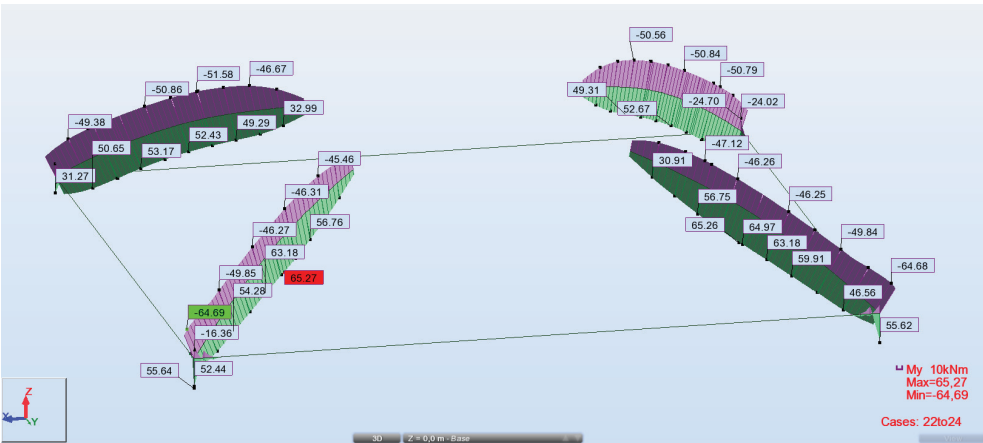 -50.56
-51.58 -46.67 -50.84
-50.86 -50.79
49.31
32.99 52.67 -24.70 -24.02
-49.38 49.29
52.43
50.65 53.17 -47.12
31.27 -45.46 30.91 -46.26
-46.31 56.75 -46.25
-46.27 56.76 65.26 64.97
63.18 63.18 -49.84
-49.85 65.27 59.91 -64.68
54.28 46.56
-64.69
-16.36 55.62
55.64 52.44
My 10kNm
Max=65,27
Min=-64,69
Cases: 22to24
Z
X Y
3D Z = 0,0 m - Base